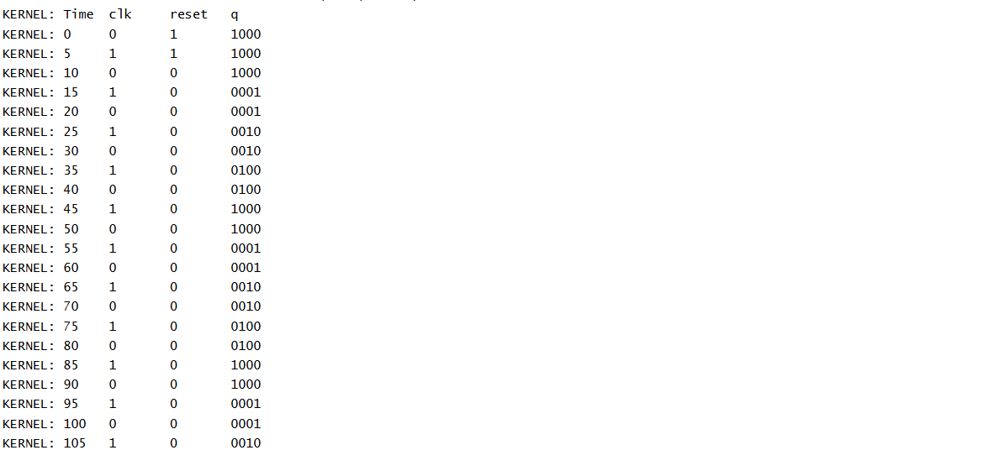 KERNEL: Time clk reset q
KERNEL: 0 0 1 1000
KERNEL: 5 1 1 1000
KERNEL: 10 0 0 1000
KERNEL: 15 1 0 0001
KERNEL: 20 0 0 0001
KERNEL: 25 1 0 0010
KERNEL: 30 0 0 0010
KERNEL: 35 1 0 0100
KERNEL: 40 0 0 0100
KERNEL: 45 1 0 1000
KERNEL: 50 0 0 1000
KERNEL: 55 1 0 0001
KERNEL: 60 0 0 0001
KERNEL: 65 1 0 0010
KERNEL: 70 0 0 0010
KERNEL: 75 1 0 0100
KERNEL: 80 0 0 0100
KERNEL: 85 1 0 1000
KERNEL: 90 0 0 1000
KERNEL: 95 1 0 0001
KERNEL: 100 0 0 0001
KERNEL: 105 1 0 0010